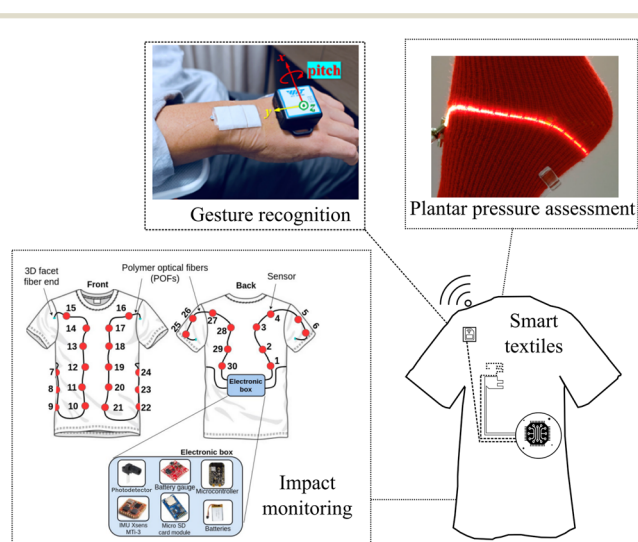 x
pitch
y
z
Gesture recognition
Plantar pressure assessment
3D facet
fiber end
Polymer optical fibers
(POFs)
Sensor
Front
Back
15
16
14
17
13
18
7
12
19
24
8
11
20
23
9
10
21
22
25
26
27
28
29
30
4
5
6
3
2
1
Electronic
box
Electronic box
Photodetector
Battery gauge
Microcontroller
IMU Xsens
MTi-3
Micro SD
card module
Batteries
Impact
monitoring
Smart
textiles